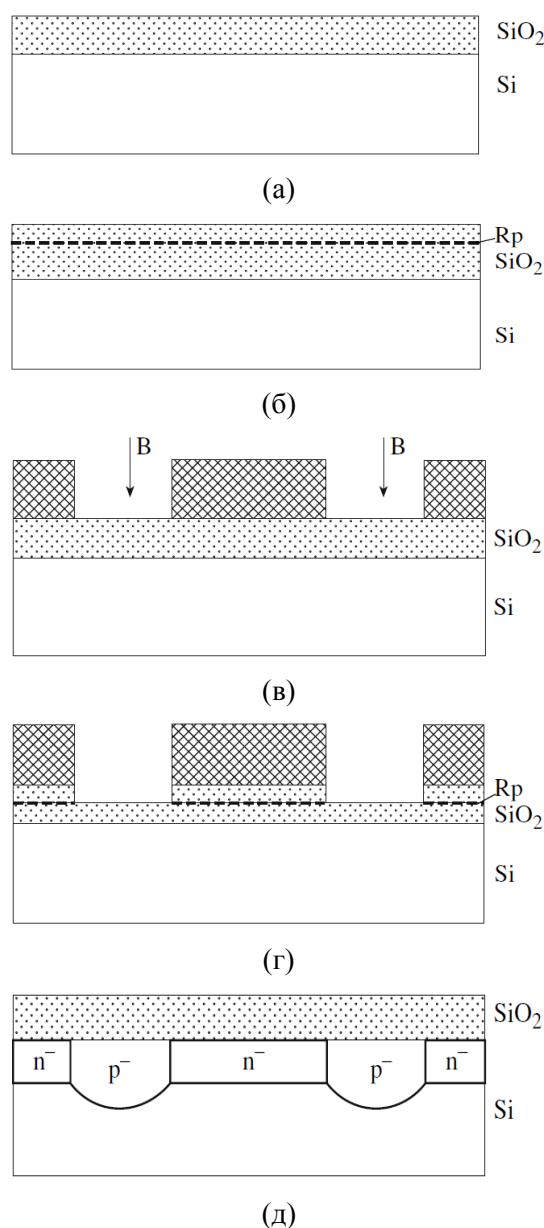 SiO₂
Si
(а)
Rp
SiO₂
Si
(б)
B B
SiO₂
Si
(в)
Rp
SiO₂
Si
(г)
SiO₂
n⁻ p⁻ n⁻ p⁻ n⁻
Si
(д)